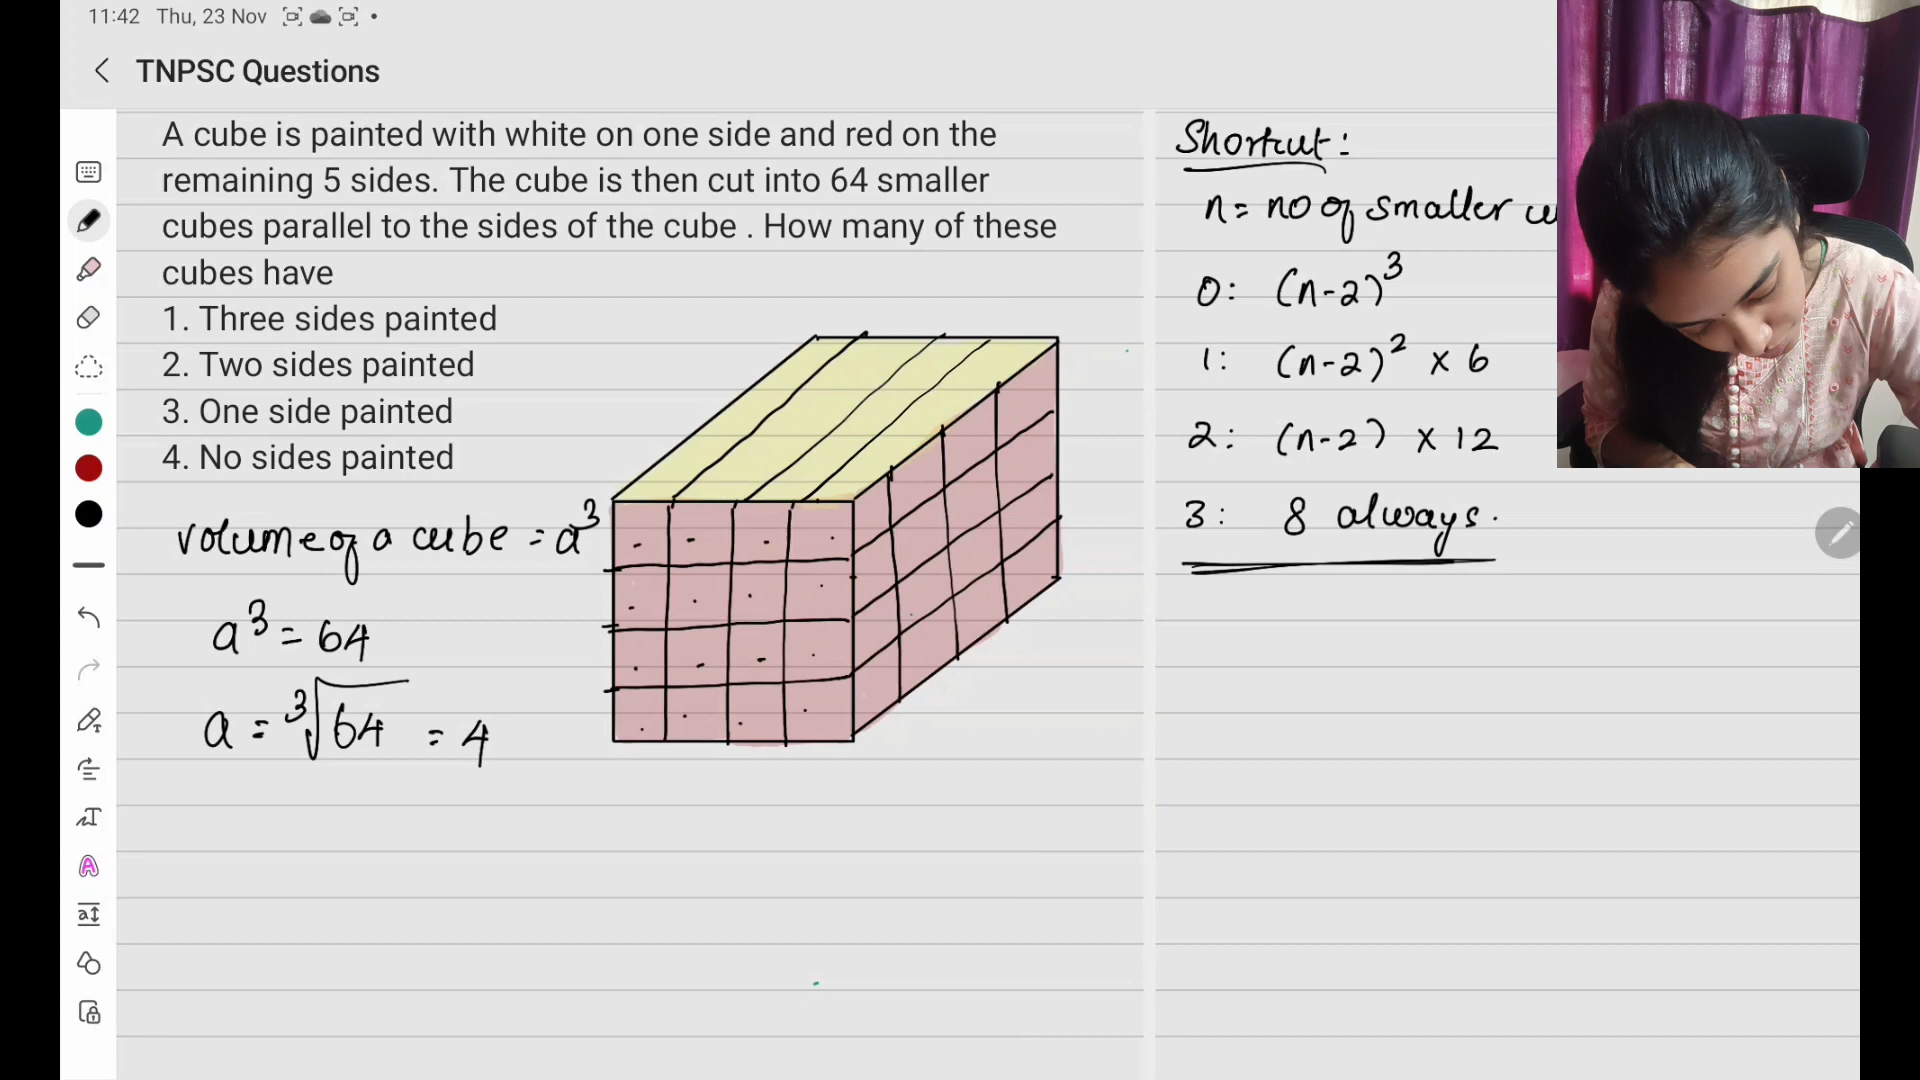 11:42 Thu, 23 Nov
TNPSC Questions
A cube is painted with white on one side and red on the
remaining 5 sides. The cube is then cut into 64 smaller
cubes parallel to the sides of the cube . How many of these
cubes have
1. Three sides painted
2. Two sides painted
3. One side painted
4. No sides painted
volume of a cube = a³
a³ = 64
a = ³√64 = 4
Shortcut :
n = no of smaller
0: (n-2)³
1: (n-2)² x 6
2: (n-2) x 12
3: 8 always.